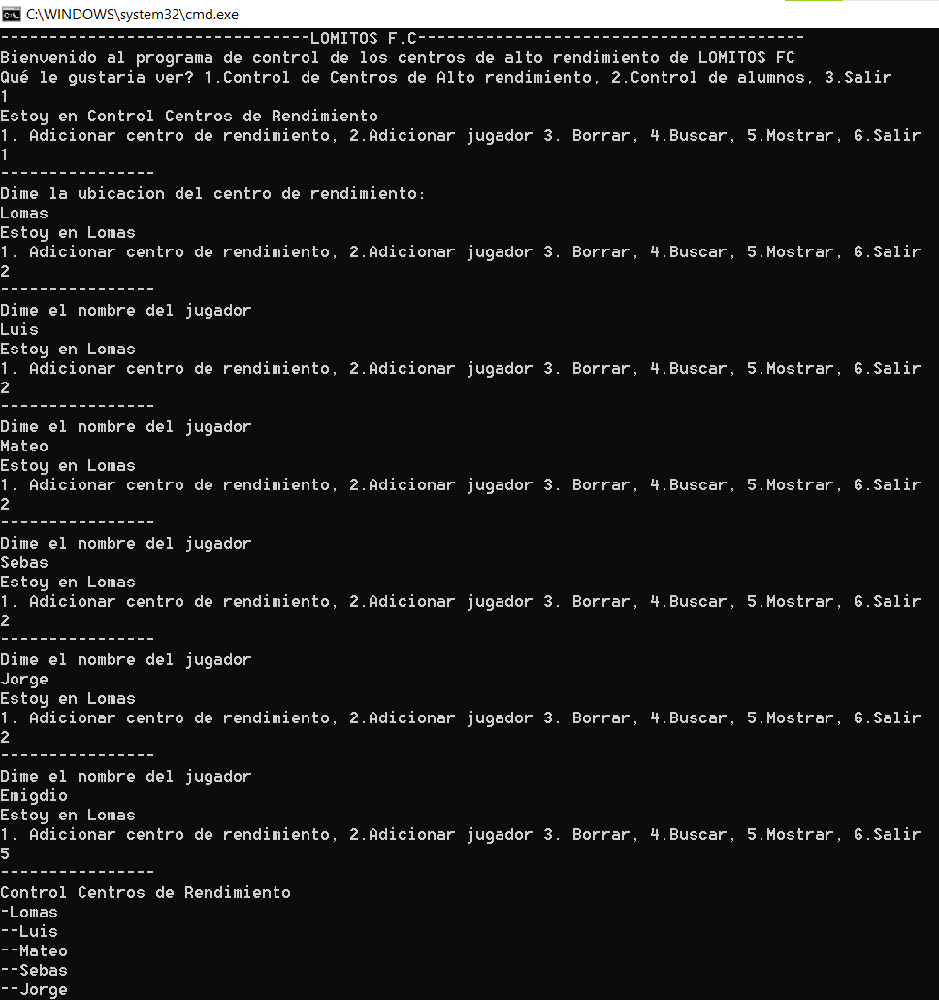 C:\WINDOWS\system32\cmd.exe
--------------------------------LOMITOS F.C----------------------------------------
Bienvenido al programa de control de los centros de alto rendimiento de LOMITOS FC
Qué le gustaria ver? 1.Control de Centros de Alto rendimiento, 2.Control de alumnos, 3.Salir
1
Estoy en Control Centros de Rendimiento
1. Adicionar centro de rendimiento, 2.Adicionar jugador 3. Borrar, 4.Buscar, 5.Mostrar, 6.Salir
1
----------------
Dime la ubicacion del centro de rendimiento:
Lomas
Estoy en Lomas
1. Adicionar centro de rendimiento, 2.Adicionar jugador 3. Borrar, 4.Buscar, 5.Mostrar, 6.Salir
2
----------------
Dime el nombre del jugador
Luis
Estoy en Lomas
1. Adicionar centro de rendimiento, 2.Adicionar jugador 3. Borrar, 4.Buscar, 5.Mostrar, 6.Salir
2
----------------
Dime el nombre del jugador
Mateo
Estoy en Lomas
1. Adicionar centro de rendimiento, 2.Adicionar jugador 3. Borrar, 4.Buscar, 5.Mostrar, 6.Salir
2
----------------
Dime el nombre del jugador
Sebas
Estoy en Lomas
1. Adicionar centro de rendimiento, 2.Adicionar jugador 3. Borrar, 4.Buscar, 5.Mostrar, 6.Salir
2
----------------
Dime el nombre del jugador
Jorge
Estoy en Lomas
1. Adicionar centro de rendimiento, 2.Adicionar jugador 3. Borrar, 4.Buscar, 5.Mostrar, 6.Salir
2
----------------
Dime el nombre del jugador
Emigdio
Estoy en Lomas
1. Adicionar centro de rendimiento, 2.Adicionar jugador 3. Borrar, 4.Buscar, 5.Mostrar, 6.Salir
5
----------------
Control Centros de Rendimiento
-Lomas
--Luis
--Mateo
--Sebas
--Jorge